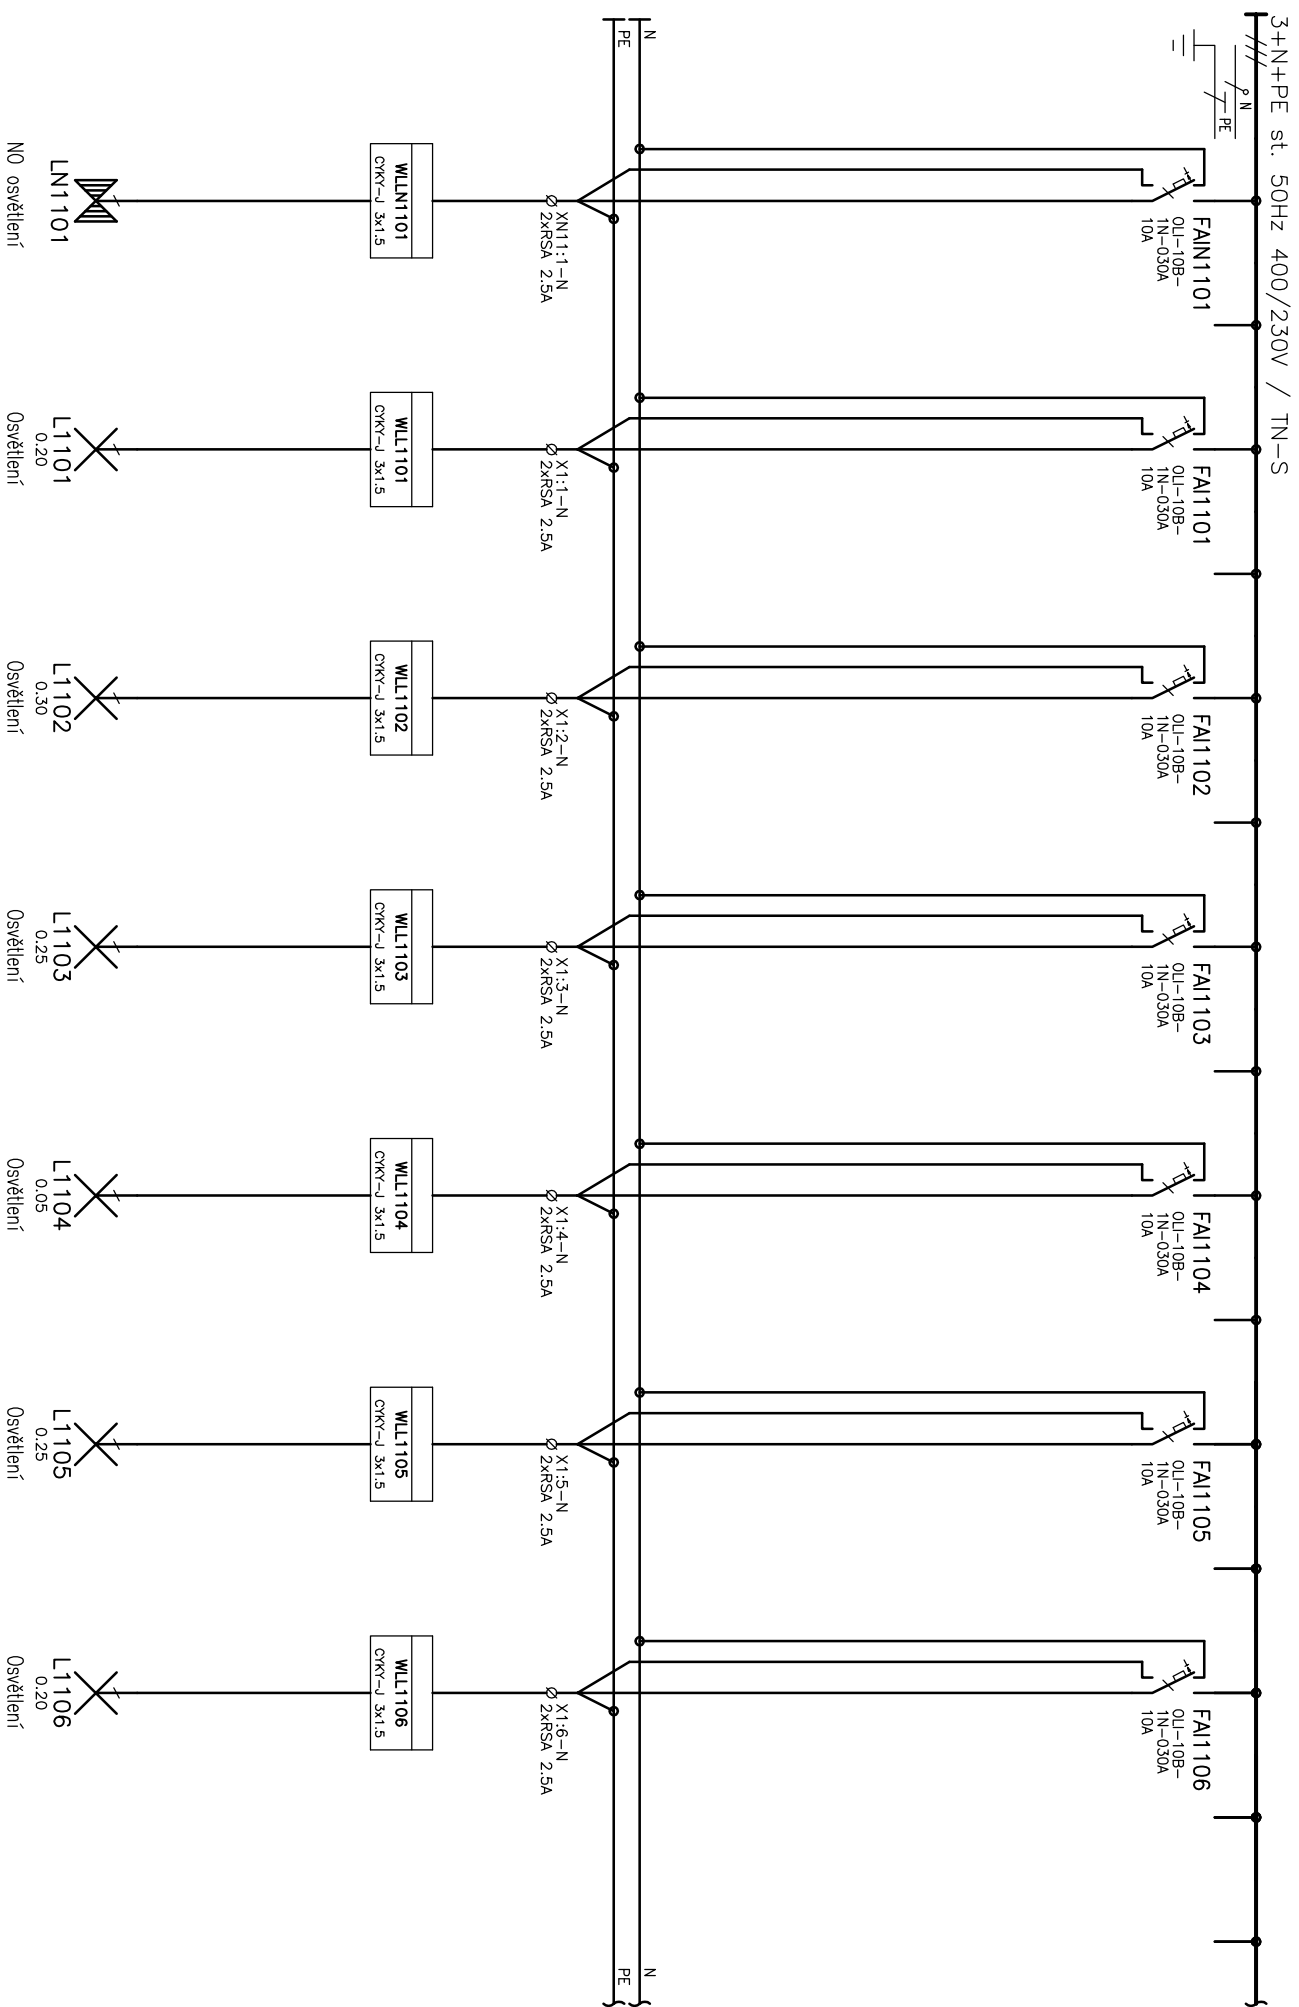 3+N+PE st. 50Hz 400/230V / TN-S
N
PE
FAIN1101
OLI-10B-
1N-030A
10A
FAI1101
OLI-10B-
1N-030A
10A
FAI1102
OLI-10B-
1N-030A
10A
FAI1103
OLI-10B-
1N-030A
10A
FAI1104
OLI-10B-
1N-030A
10A
FAI1105
OLI-10B-
1N-030A
10A
FAI1106
OLI-10B-
1N-030A
10A
N
PE
N
PE
XN11:1-N
2xRSA 2.5A
X1:1-N
2xRSA 2.5A
X1:2-N
2xRSA 2.5A
X1:3-N
2xRSA 2.5A
X1:4-N
2xRSA 2.5A
X1:5-N
2xRSA 2.5A
X1:6-N
2xRSA 2.5A
WLLN1101
CYKY-J 3x1.5
WLL1101
CYKY-J 3x1.5
WLL1102
CYKY-J 3x1.5
WLL1103
CYKY-J 3x1.5
WLL1104
CYKY-J 3x1.5
WLL1105
CYKY-J 3x1.5
WLL1106
CYKY-J 3x1.5
LN1101
NO osvětlení
L1101
0.20
Osvětlení
L1102
0.30
Osvětlení
L1103
0.25
Osvětlení
L1104
0.05
Osvětlení
L1105
0.25
Osvětlení
L1106
0.20
Osvětlení